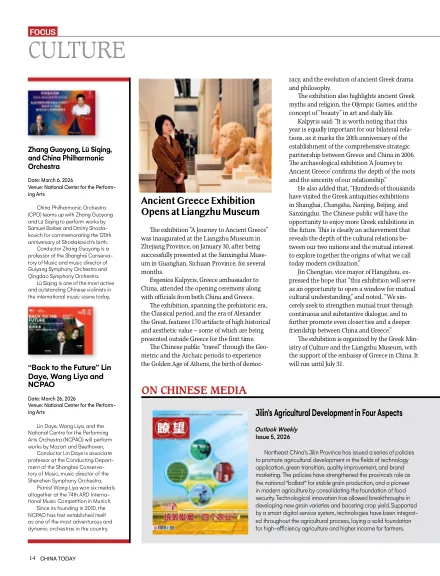 FOCUS
CULTURE
Zhang Guoyong, Lü Siqing,
and China Philharmonic
Orchestra
Date: March 6, 2026
Venue: National Center for the Perform-
ing Arts
China Philharmonic Orchestra
(CPO) teams up with Zhang Guoyong
and Lü Siqing to perform works by
Samuel Barber and Dmitry Shosta-
kovich for commemorating the 120th
anniversary of Shostakovich's birth.
Conductor Zhang Guoyong is a
professor of the Shanghai Conserva-
tory of Music and music director of
Guiyang Symphony Orchestra and
Qingdao Symphony Orchestra.
Lü Siqing is one of the most active
and outstanding Chinese violinists in
the international music scene today.
BACK TO THE FUTURE
"Back to the Future" Lin
Daye, Wang Liya and
NCPAO
Date: March 26, 2026
Venue: National Center for the Perform-
ing Arts
Lin Daye, Wang Liya, and the
National Centre for the Performing
Arts Orchestra (NCPAO) will perform
works by Mozart and Beethoven.
Conductor Lin Daye is associate
professor at the Conducting Depart-
ment of the Shanghai Conserva-
tory of Music, music director of the
Shenzhen Symphony Orchestra.
Pianist Wang Liya won six medals
altogether at the 74th ARD Interna-
tional Music Competition in Munich.
Since its founding in 2010, the
NCPAO has fast established itself
as one of the most adventurous and
dynamic orchestras in the country.
Ancient Greece Exhibition
Opens at Liangzhu Museum
The exhibition "A Journey to Ancient Greece"
was inaugurated at the Liangzhu Museum in
Zhejiang Province, on January 30, after being
successfully presented at the Sanxingdui Muse-
um in Guanghan, Sichuan Province, for several
months.
Evgenios Kalpyris, Greece ambassador to
China, attended the opening ceremony along
with officials from both China and Greece.
The exhibition, spanning the prehistoric era,
the Classical period, and the era of Alexander
the Great, features 170 artifacts of high historical
and aesthetic value – some of which are being
presented outside Greece for the first time.
The Chinese public "travel" through the Geo-
metric and the Archaic periods to experience
the Golden Age of Athens, the birth of democ-
racy, and the evolution of ancient Greek drama
and philosophy.
The exhibition also highlights ancient Greek
myths and religion, the Olympic Games, and the
concept of "beauty" in art and daily life.
Kalpyris said: "It is worth noting that this
year is equally important for our bilateral rela-
tions, as it marks the 20th anniversary of the
establishment of the comprehensive strategic
partnership between Greece and China in 2006.
The archaeological exhibition 'A Journey to
Ancient Greece' confirms the depth of the roots
and the sincerity of our relationship."
He also added that, "Hundreds of thousands
have visited the Greek antiquities exhibitions
in Shanghai, Changsha, Nanjing, Beijing, and
Sanxingdui. The Chinese public will have the
opportunity to enjoy more Greek exhibitions in
the future. This is clearly an achievement that
reveals the depth of the cultural relations be-
tween our two nations and the mutual interest
to explore together the origins of what we call
today modern civilization."
Jin Chengtao, vice mayor of Hangzhou, ex-
pressed the hope that "this exhibition will serve
as an opportunity to open a window for mutual
cultural understanding," and noted, "We sin-
cerely seek to strengthen mutual trust through
continuous and substantive dialogue, and to
further promote even closer ties and a deeper
friendship between China and Greece."
The exhibition is organized by the Greek Min-
istry of Culture and the Liangzhu Museum, with
the support of the embassy of Greece in China. It
will run until July 31.
ON CHINESE MEDIA
瞭望
Jilin's Agricultural Development in Four Aspects
Outlook Weekly
Issue 5, 2026
Northeast China's Jilin Province has issued a series of policies
to promote agricultural development in the fields of technology
application, green transition, quality improvement, and brand
marketing. The policies have strengthened the province's role as
the national "ballast" for stable grain production, and a pioneer
in modern agriculture by consolidating the foundation of food
security. Technological innovation has allowed breakthroughs in
developing new grain varieties and boosting crop yield. Supported
by a smart digital service system, technologies have been integrat-
ed throughout the agricultural process, laying a solid foundation
for high-efficiency agriculture and higher income for farmers.
14 CHINA TODAY